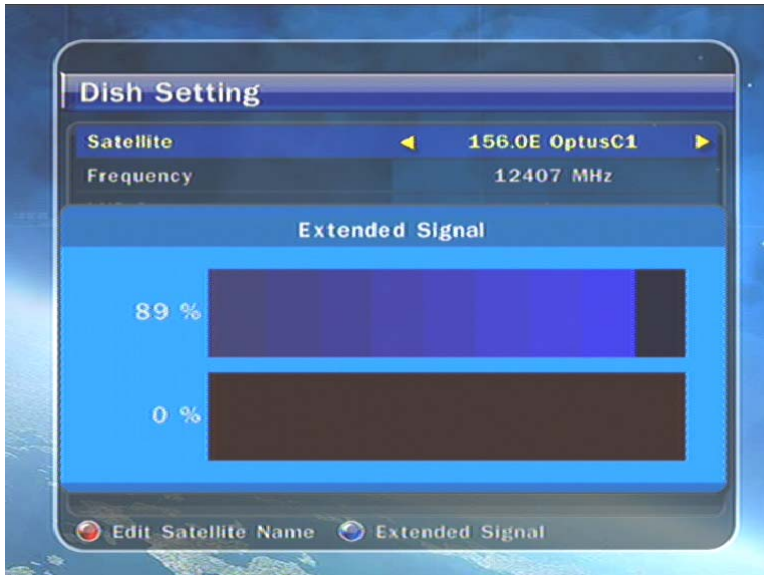 Dish Setting
Satellite 156.0E OptusC1
Frequency 12407 MHz
Extended Signal
89 %
0 %
Edit Satellite Name Extended Signal